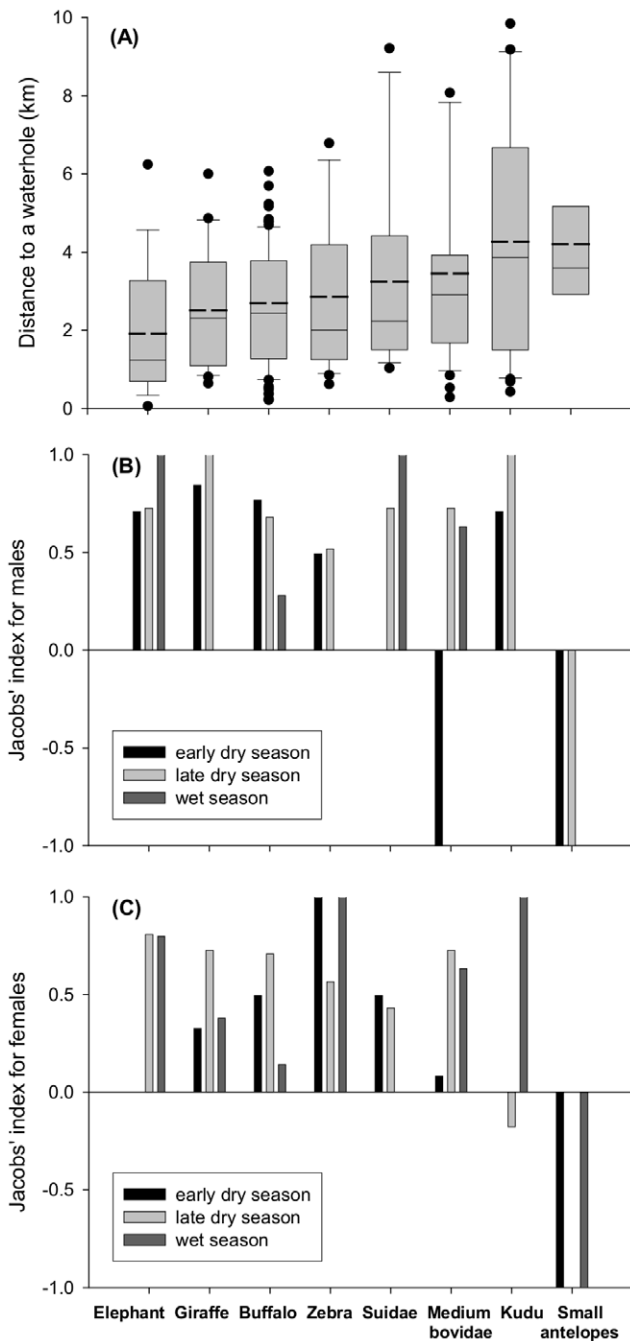 (A)
Distance to a waterhole (km)
10
8
6
4
2
0
(B)
Jacobs' index for males
1.0
0.5
0.0
-0.5
-1.0
early dry season
late dry season
wet season
(C)
Jacobs' index for females
1.0
0.5
0.0
-0.5
-1.0
early dry season
late dry season
wet season
Elephant Giraffe Buffalo Zebra Suidae Medium Kudu Small
bovidae antelopes